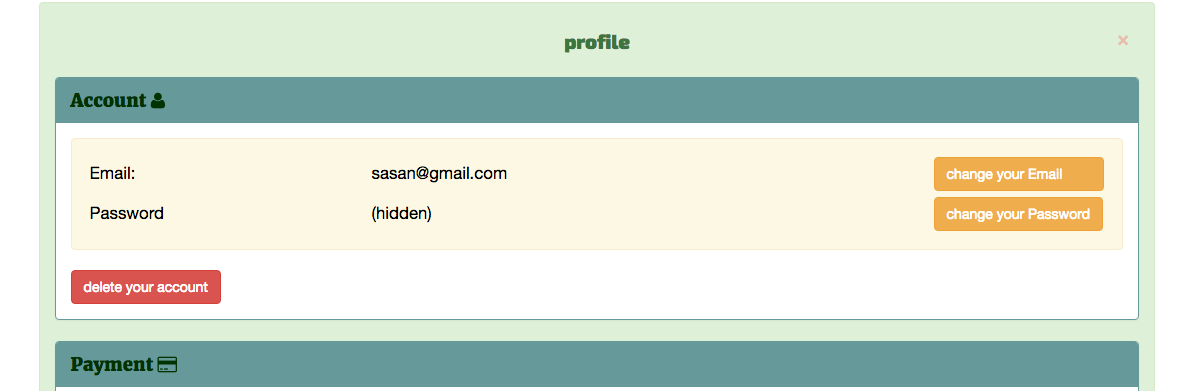 profile
×
Account
Email: sasan@gmail.com change your Email
Password (hidden) change your Password
delete your account
Payment